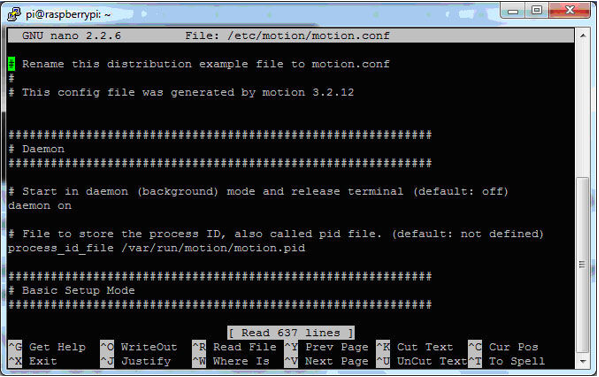 pi@raspberrypi: ~
GNU nano 2.2.6 File: /etc/motion/motion.conf
# Rename this distribution example file to motion.conf
#
# This config file was generated by motion 3.2.12
############################################################
# Daemon
############################################################
# Start in daemon (background) mode and release terminal (default: off)
daemon on
# File to store the process ID, also called pid file. (default: not defined)
process_id_file /var/run/motion/motion.pid
############################################################
# Basic Setup Mode
############################################################
[ Read 637 lines ]
^G Get Help ^O WriteOut ^R Read File ^Y Prev Page ^K Cut Text ^C Cur Pos
^X Exit ^J Justify ^W Where Is ^V Next Page ^U UnCut Text ^T To Spell